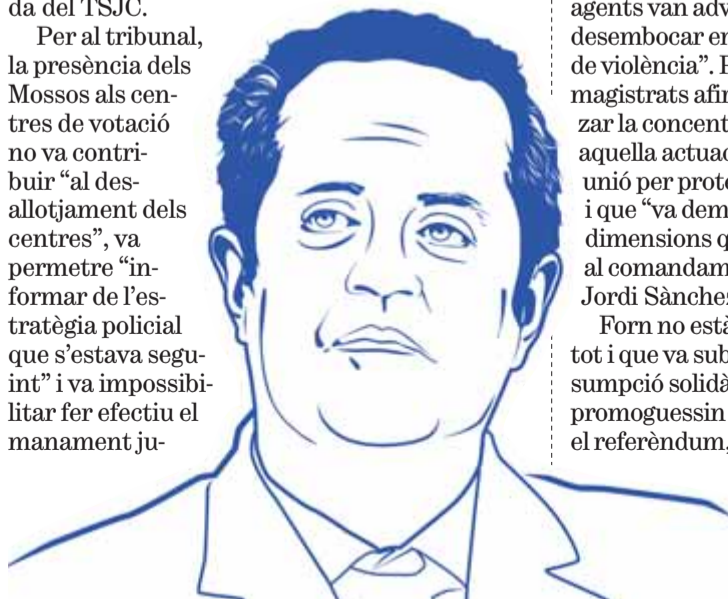 da del TSJC.
Per al tribunal,
la presència dels
Mossos als cen-
tres de votació
no va contri-
buir “al des-
allotjament dels
centres”, va
permetre “in-
formar de l’es-
tratègia policial
que s’estava segu-
int” i va impossibi-
litar fer efectiu el
manament ju-
agents van adv
desembocar en
de violència”. E
magistrats afir
zar la concent
aquella actuac
unió per prote
i que “va dem
dimensions q
al comandam
Jordi Sànchez
Forn no està
tot i que va sub
sumpció solidà
promoguessin
el referèndum,